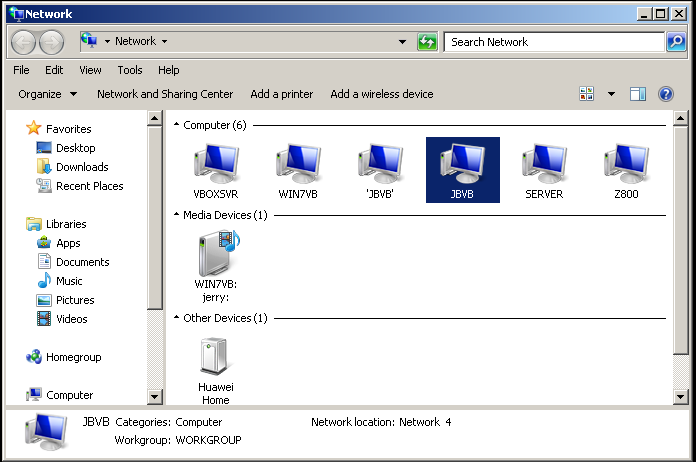 Network
Network
Search Network
File Edit View Tools Help
Organize Network and Sharing Center Add a printer Add a wireless device
Favorites
Desktop
Downloads
Recent Places
Libraries
Apps
Documents
Music
Pictures
Videos
Homegroup
Computer
Computer (6)
VBOXSVR WIN7VB 'JBVB' JBVB SERVER Z800
Media Devices (1)
WIN7VB:
jerry:
Other Devices (1)
Huawei
Home
JBVB Categories: Computer Network location: Network 4
Workgroup: WORKGROUP